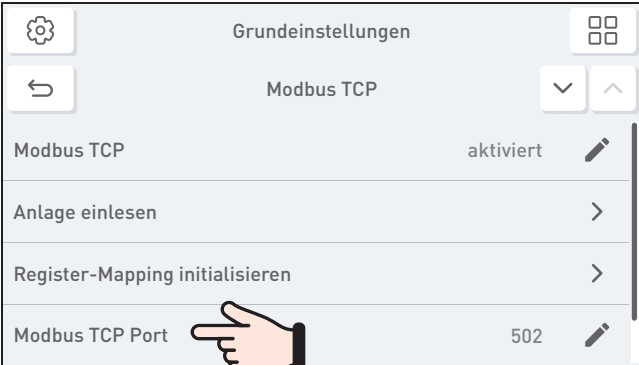 Grundeinstellungen
Modbus TCP
Modbus TCP aktiviert
Anlage einlesen
Register-Mapping initialisieren
Modbus TCP Port 502